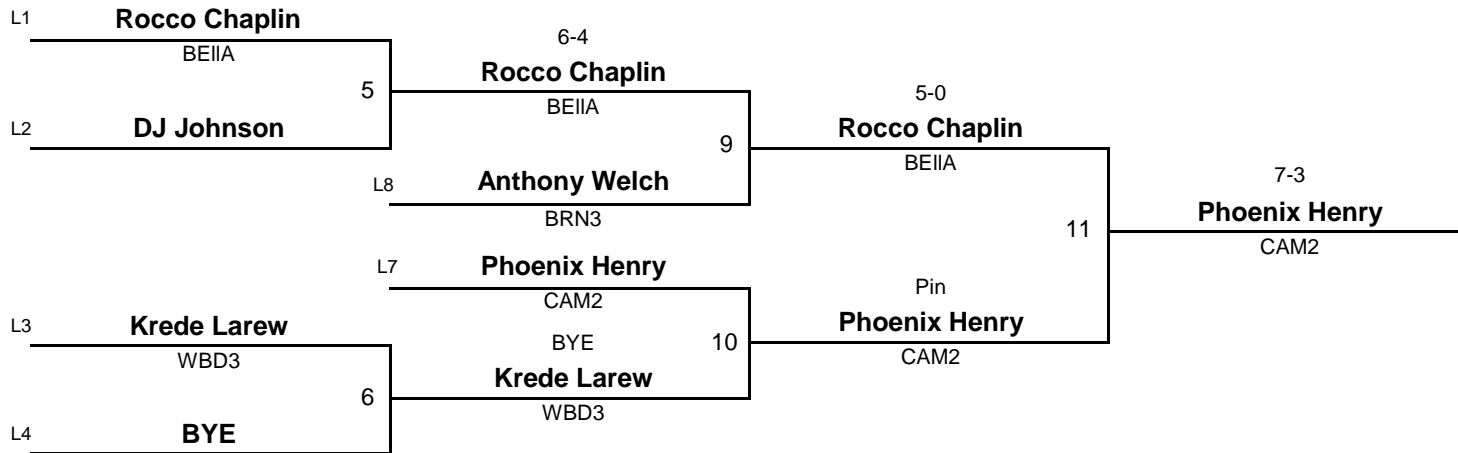 L1 Rocco Chaplin
BEllA
5
L2 DJ Johnson
6-4
Rocco Chaplin
BEllA
9
L8 Anthony Welch
BRN3
5-0
Rocco Chaplin
BEllA
11
7-3
Phoenix Henry
CAM2
L7 Phoenix Henry
CAM2
L3 Krede Larew
WBD3
6
L4 BYE
BYE
Krede Larew
WBD3
10
Pin
Phoenix Henry
CAM2